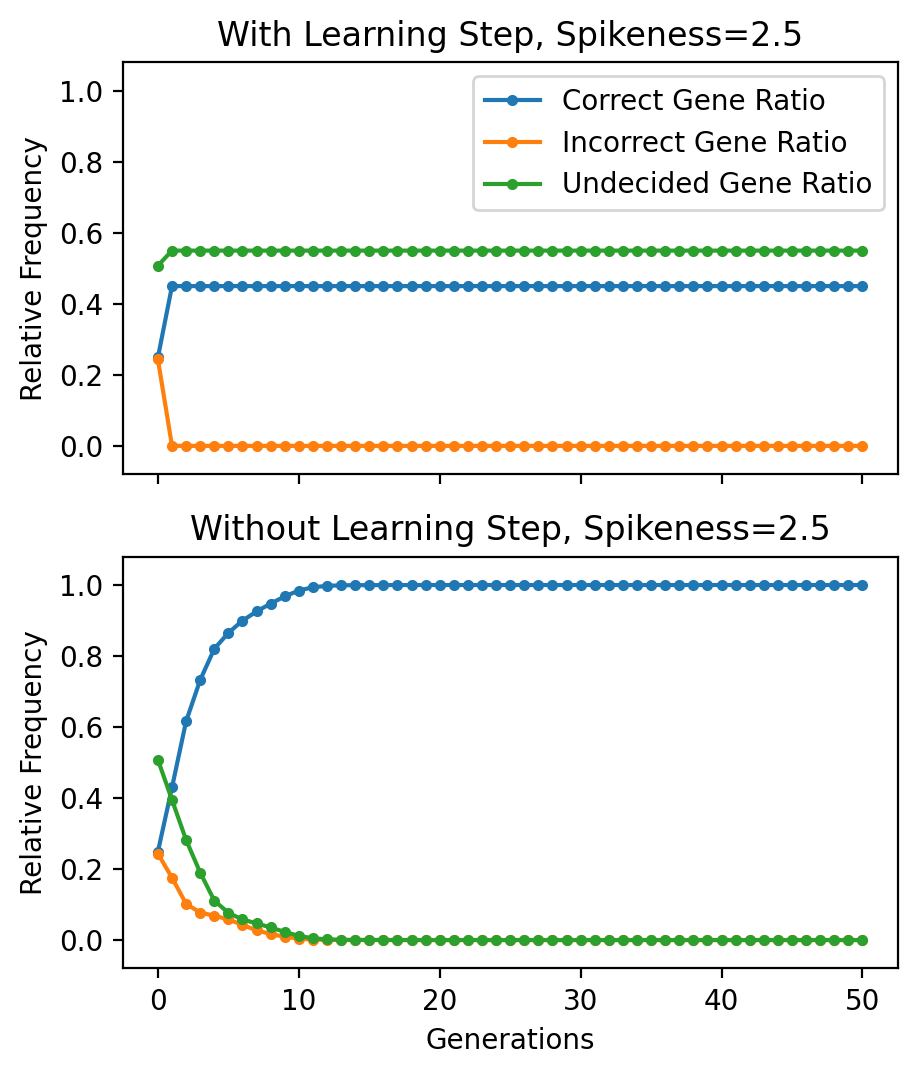 With Learning Step, Spikeness=2.5
1.0
0.8
0.6
0.4
0.2
0.0
Relative Frequency
Correct Gene Ratio
Incorrect Gene Ratio
Undecided Gene Ratio
Without Learning Step, Spikeness=2.5
1.0
0.8
0.6
0.4
0.2
0.0
Relative Frequency
0 10 20 30 40 50
Generations